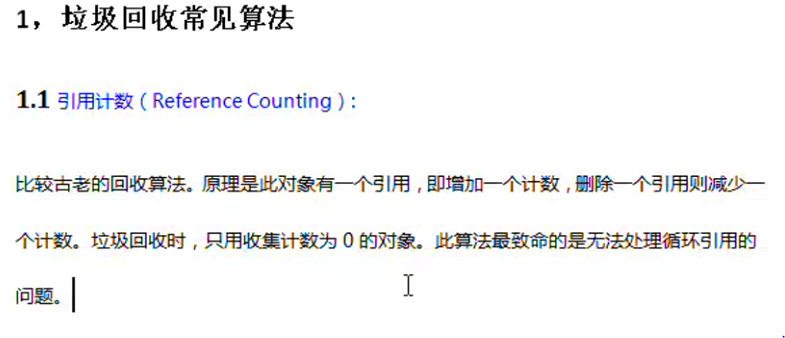 1，垃圾回收常见算法
1.1 引用计数（Reference Counting）:
比较古老的回收算法。原理是此对象有一个引用，即增加一个计数，删除一个引用则减少一
个计数。垃圾回收时，只用收集计数为 0 的对象。此算法最致命的是无法处理循环引用的
问题。